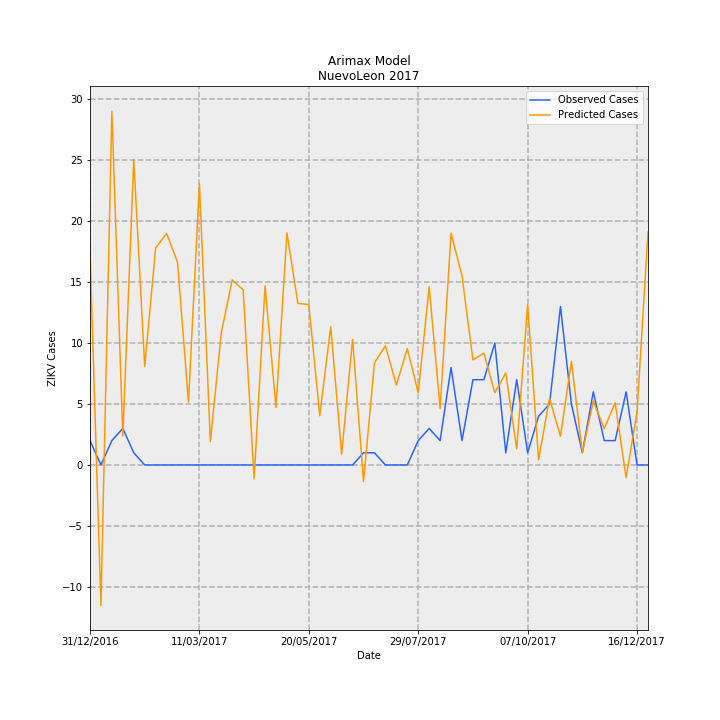 Arimax Model
NuevoLeon 2017
Observed Cases
Predicted Cases
30
25
20
15
10
5
0
−5
−10
ZIKV Cases
31/12/2016
11/03/2017
20/05/2017
29/07/2017
07/10/2017
16/12/2017
Date